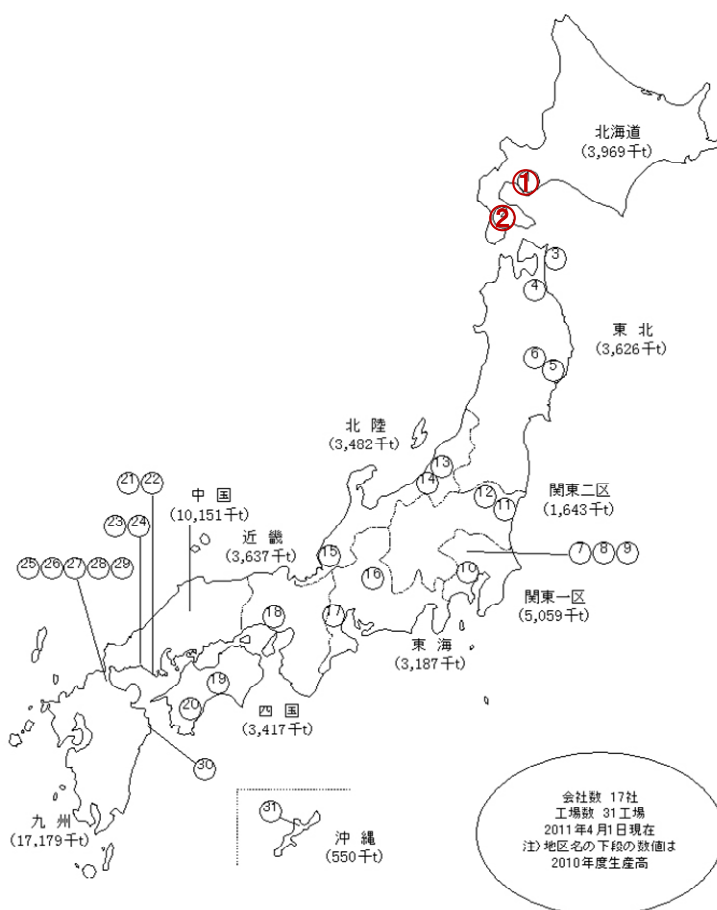 北海道
(3,969千t)
①
②
3
4
東 北
(3,626千t)
6
5
北 陸
(3,482千t)
13
14
12
11
関東二区
(1,643千t)
21 22
中 国
(10,151千t)
23 24
近 畿
(3,637千t)
25 26 27 28 29
15
16
10
7 8 9
関東一区
(5,059千t)
18
17
東 海
(3,187千t)
19
20
四 国
(3,417千t)
30
九 州
(17,179千t)
31
沖 縄
(550千t)
会社数 17社
工場数 31工場
2011年4月1日現在
注)地区名の下段の数値は
2010年度生産高